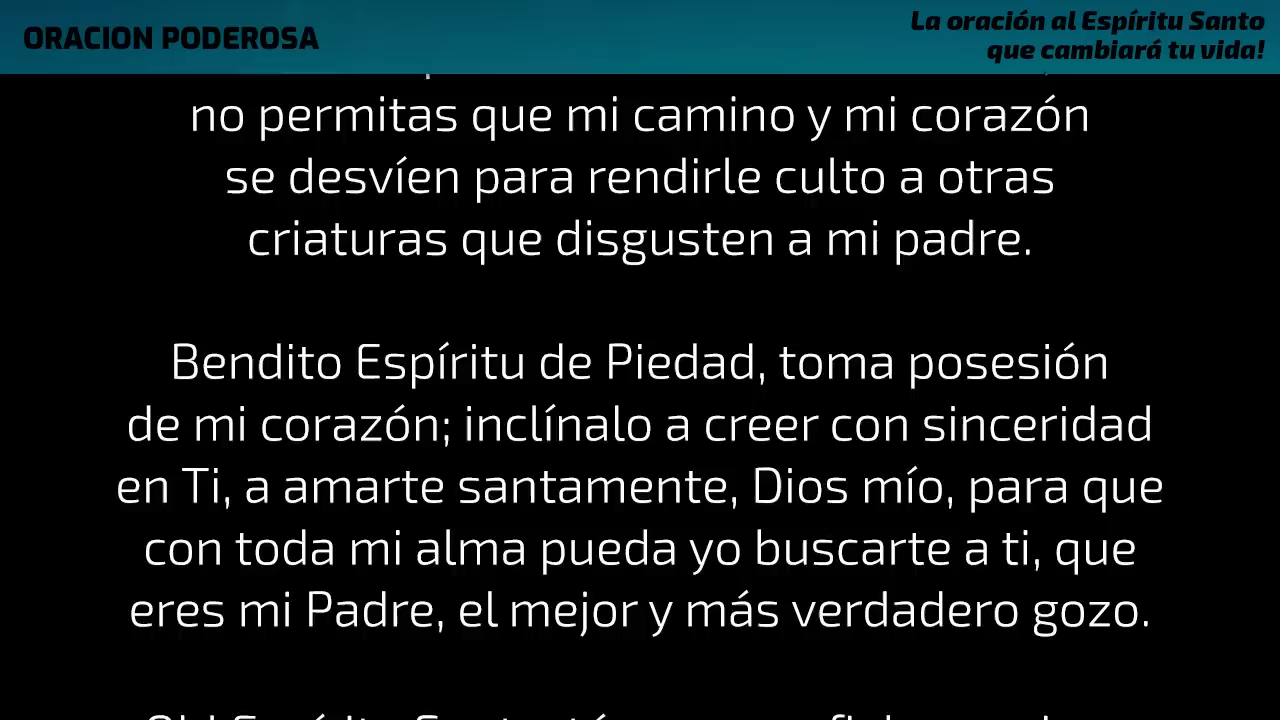 ORACION PODEROSA
La oración al Espíritu Santo
que cambiará tu vida!
no permitas que mi camino y mi corazón
se desvíen para rendirle culto a otras
criaturas que disgusten a mi padre.
Bendito Espíritu de Piedad, toma posesión
de mi corazón; inclínalo a creer con sinceridad
en Ti, a amarte santamente, Dios mío, para que
con toda mi alma pueda yo buscarte a ti, que
eres mi Padre, el mejor y más verdadero gozo.